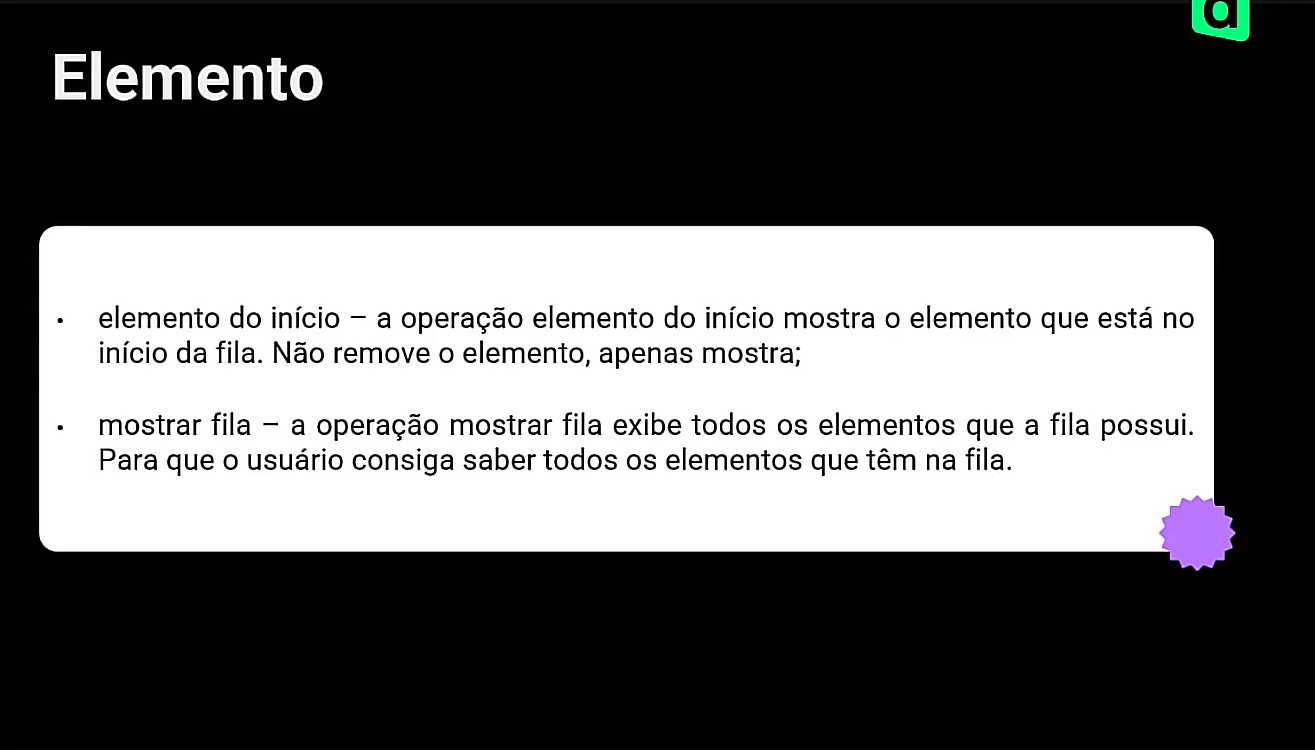 a
Elemento
• elemento do início – a operação elemento do início mostra o elemento que está no
início da fila. Não remove o elemento, apenas mostra;
• mostrar fila – a operação mostrar fila exibe todos os elementos que a fila possui.
Para que o usuário consiga saber todos os elementos que têm na fila.